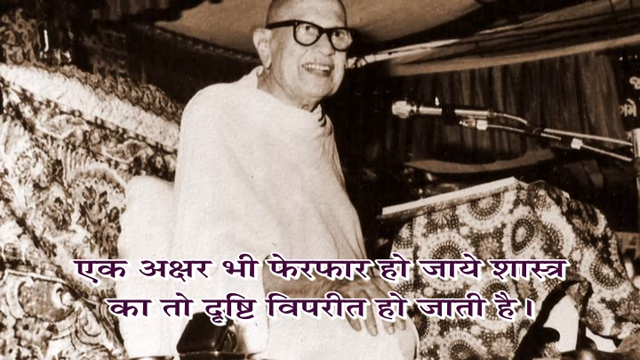 एक अक्षर भी फेरफार हो जाये शास्त्र
का तो दृष्टि विपरीत हो जाती है।